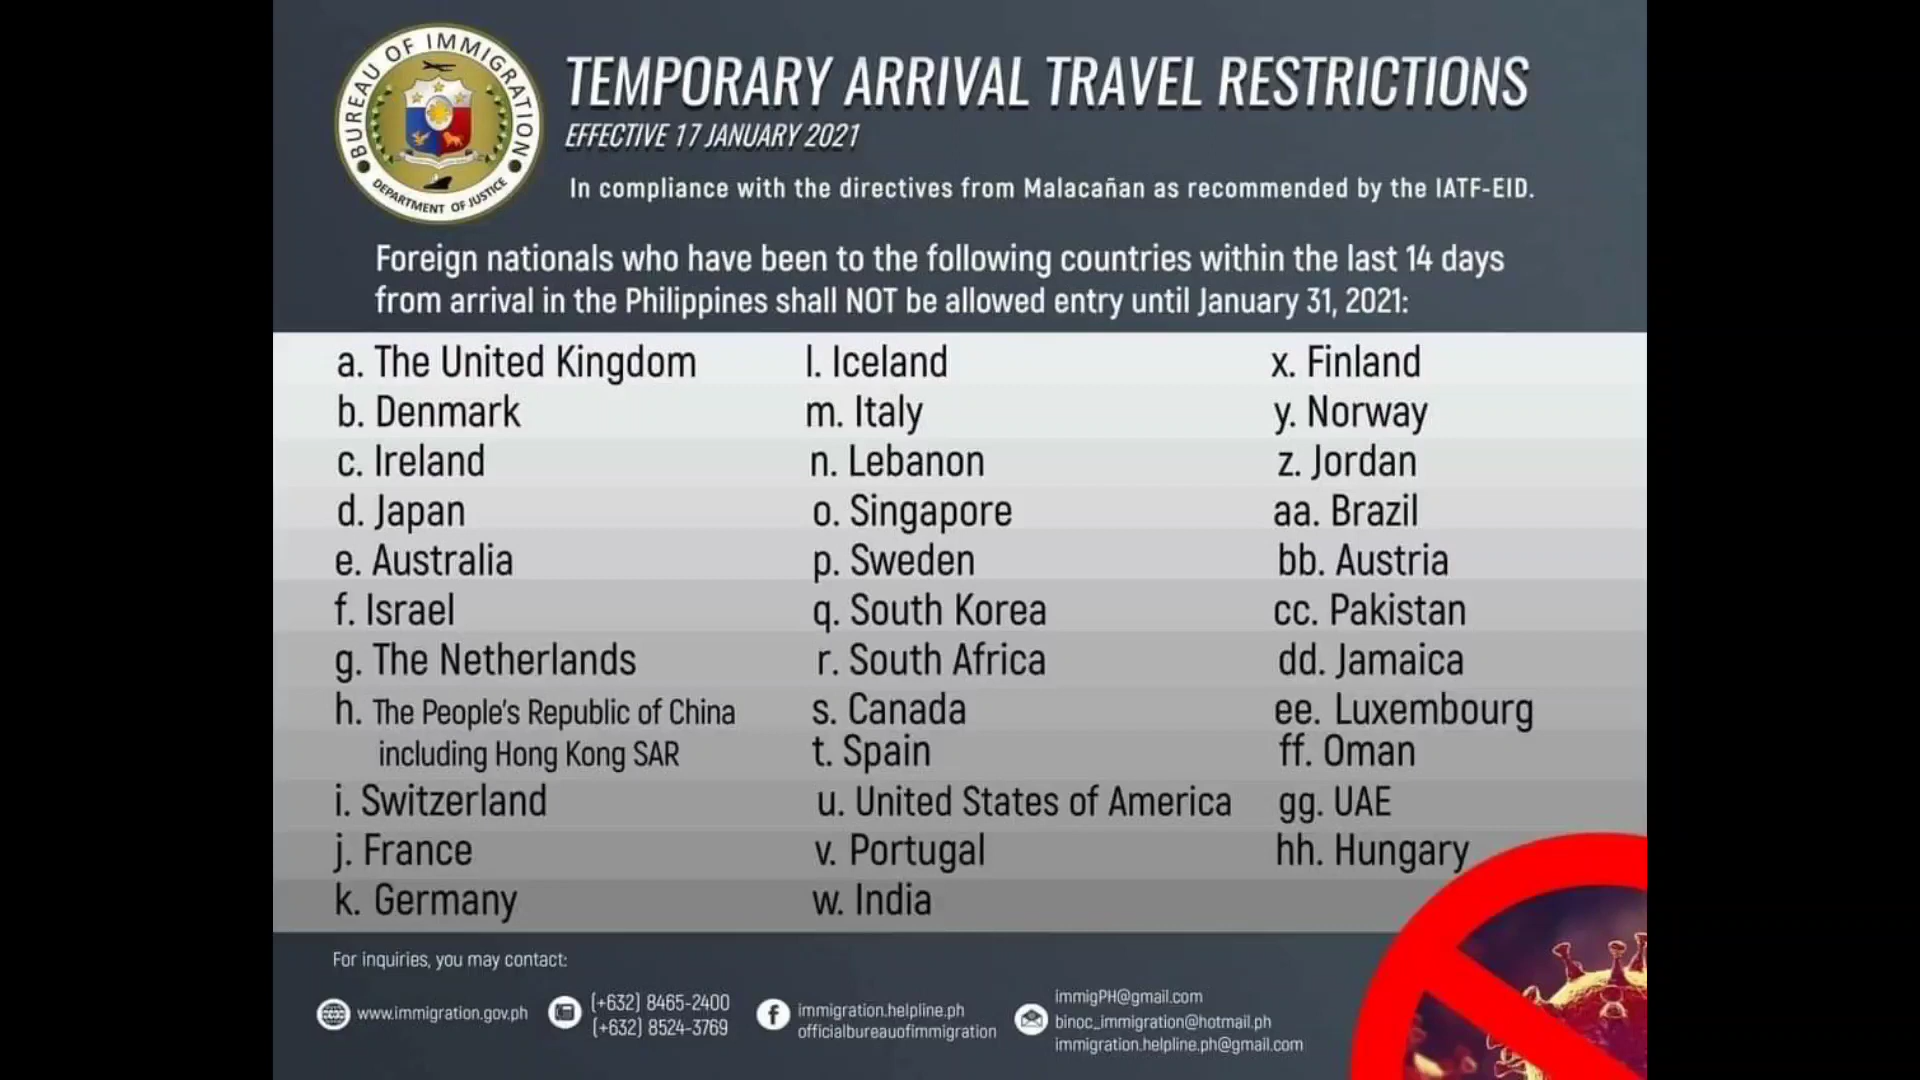 BUREAU OF IMMIGRATION
DEPARTMENT OF JUSTICE
TEMPORARY ARRIVAL TRAVEL RESTRICTIONS
EFFECTIVE 17 JANUARY 2021
In compliance with the directives from Malacañan as recommended by the IATF-EID.
Foreign nationals who have been to the following countries within the last 14 days
from arrival in the Philippines shall NOT be allowed entry until January 31, 2021:
a. The United Kingdom
b. Denmark
c. Ireland
d. Japan
e. Australia
f. Israel
g. The Netherlands
h. The People's Republic of China
including Hong Kong SAR
i. Switzerland
j. France
k. Germany
l. Iceland
m. Italy
n. Lebanon
o. Singapore
p. Sweden
q. South Korea
r. South Africa
s. Canada
t. Spain
u. United States of America
v. Portugal
w. India
x. Finland
y. Norway
z. Jordan
aa. Brazil
bb. Austria
cc. Pakistan
dd. Jamaica
ee. Luxembourg
ff. Oman
gg. UAE
hh. Hungary
For inquiries, you may contact:
www.immigration.gov.ph
(+632) 8465-2400
(+632) 8524-3769
immigration.helpline.ph
officialbureauofimmigration
immigPH@gmail.com
binoc_immigration@hotmail.ph
immigration.helpline.ph@gmail.com